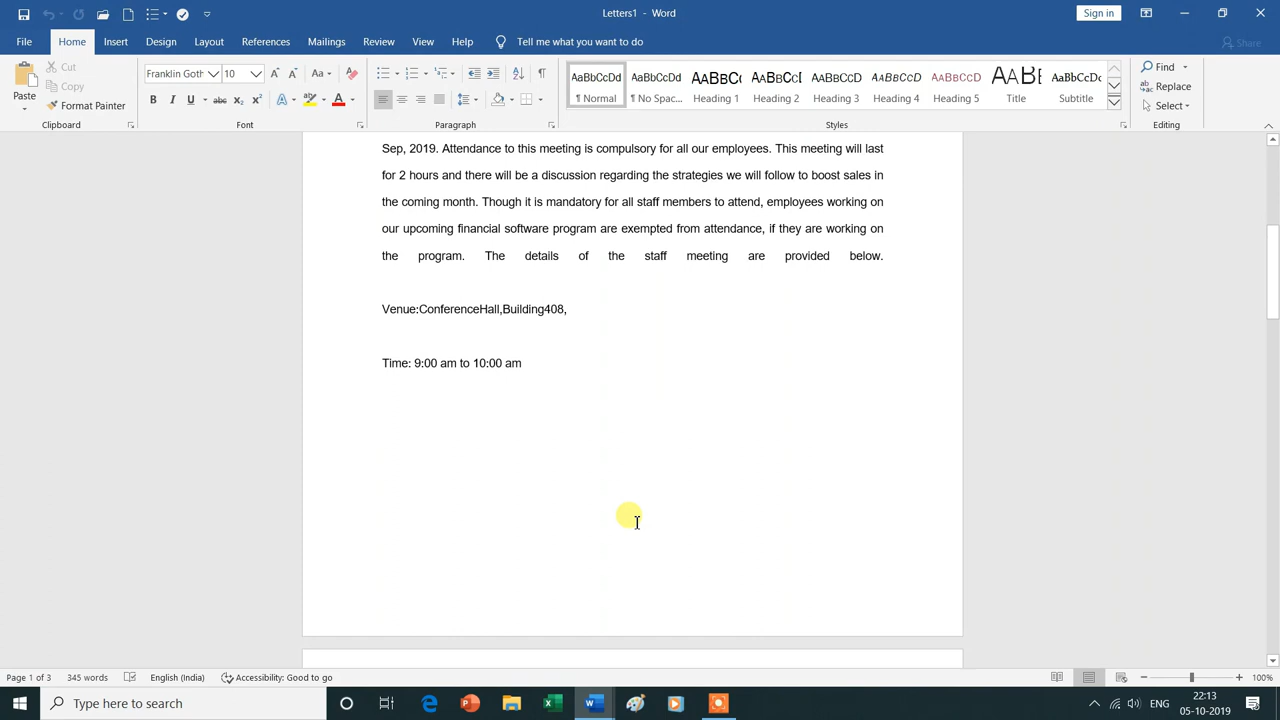 Letters1 - Word
Sign in
File Home Insert Design Layout References Mailings Review View Help Tell me what you want to do Share
Paste
Cut
Copy
Format Painter
Clipboard
Franklin Goth 10
Font
Paragraph
AaBbCcDd AaBbCcDd AABBCC AABBCCI AABBCCD AABBCCD AABBCCD AABB AaBbCcDc
¶ Normal ¶ No Spac... Heading 1 Heading 2 Heading 3 Heading 4 Heading 5 Title Subtitle
Styles
Find
Replace
Select
Editing
Sep, 2019. Attendance to this meeting is compulsory for all our employees. This meeting will last
for 2 hours and there will be a discussion regarding the strategies we will follow to boost sales in
the coming month. Though it is mandatory for all staff members to attend, employees working on
our upcoming financial software program are exempted from attendance, if they are working on
the program. The details of the staff meeting are provided below.
Venue:ConferenceHall,Building408,
Time: 9:00 am to 10:00 am
Page 1 of 3 345 words English (India) Accessibility: Good to go 100%
Type here to search
ENG
22:13
05-10-2019